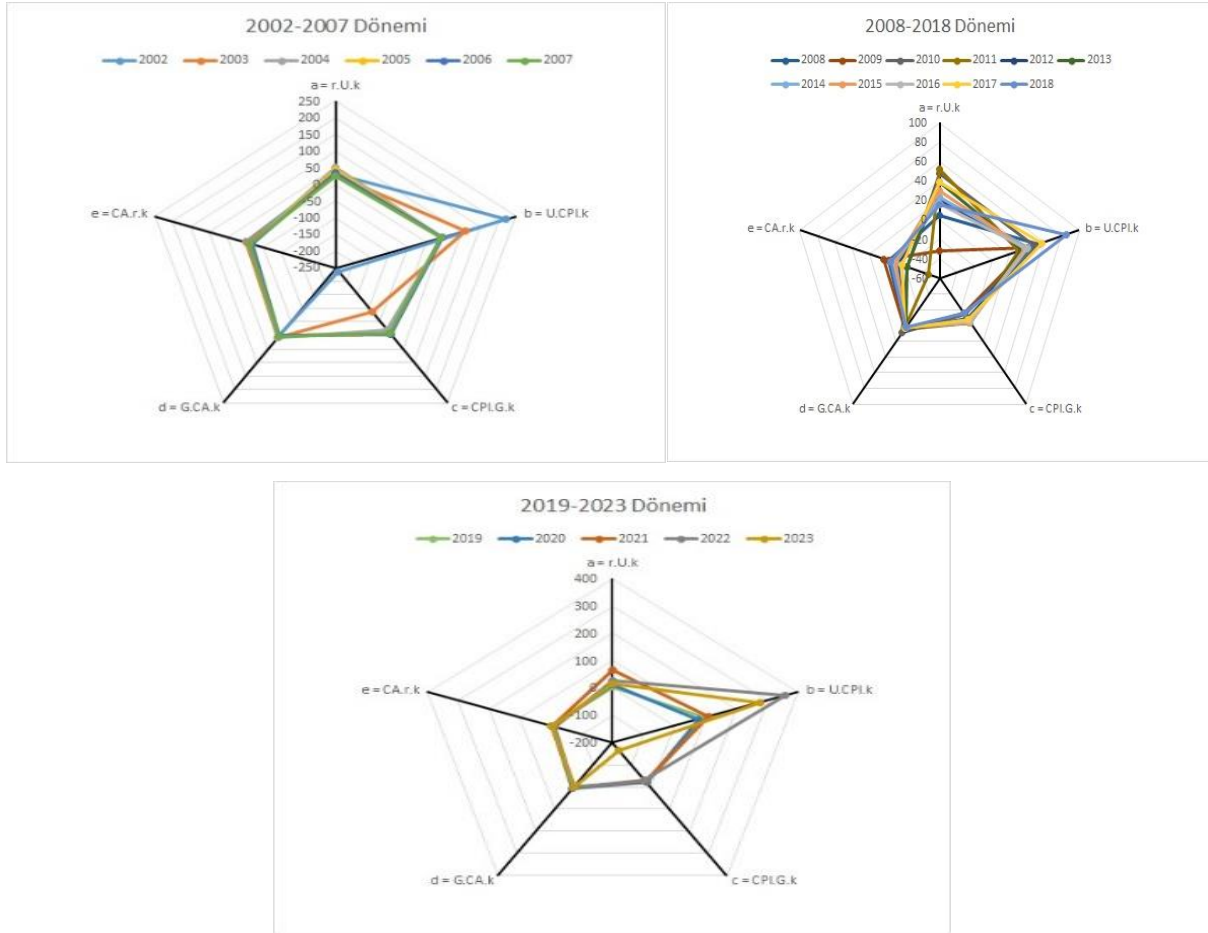 2002-2007 Dönemi
2002 2003 2004 2005 2006 2007
a= r.U.k
250
200
150
100
50
0
-50
-100
-150
-200
-250
b = U.CPI.k
c = CPI.G.k
d = G.CA.k
e = CA.r.k
2008-2018 Dönemi
2008 2009 2010 2011 2012 2013
2014 2015 2016 2017 2018
a= r.U.k
100
80
60
40
20
0
-20
-40
-60
b = U.CPI.k
c = CPI.G.k
d = G.CA.k
e = CA.r.k
2019-2023 Dönemi
2019 2020 2021 2022 2023
a= r.U.k
400
300
200
100
0
-100
-200
b = U.CPI.k
c = CPI.G.k
d = G.CA.k
e = CA.r.k